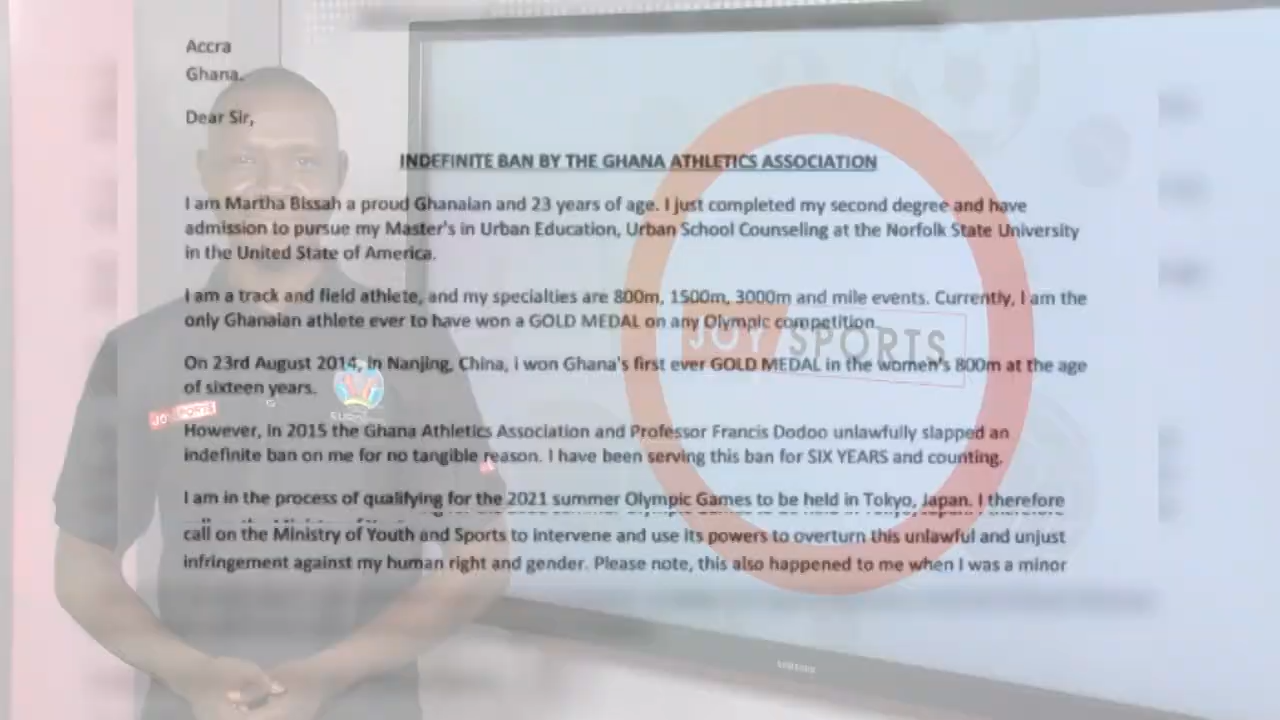 Accra
Ghana.
Dear Sir,
INDEFINITE BAN BY THE GHANA ATHLETICS ASSOCIATION
I am Martha Bissah a proud Ghanaian and 23 years of age. I just completed my second degree and have
admission to pursue my Master's in Urban Education, Urban School Counseling at the Norfolk State University
in the United State of America.
I am a track and field athlete, and my specialties are 800m, 1500m, 3000m and mile events. Currently, I am the
only Ghanaian athlete ever to have won a GOLD MEDAL on any Olympic competition.
JOY SPORTS
On 23rd August 2014, in Nanjing, China, i won Ghana's first ever GOLD MEDAL in the women's 800m at the age
of sixteen years.
JOY SPORTS
However, in 2015 the Ghana Athletics Association and Professor Francis Dodoo unlawfully slapped an
indefinite ban on me for no tangible reason. I have been serving this ban for SIX YEARS and counting.
I am in the process of qualifying for the 2021 summer Olympic Games to be held in Tokyo, Japan. I therefore
call on the Ministry of Youth and Sports to intervene and use its powers to overturn this unlawful and unjust
infringement against my human right and gender. Please note, this also happened to me when I was a minor
SAMSUNG